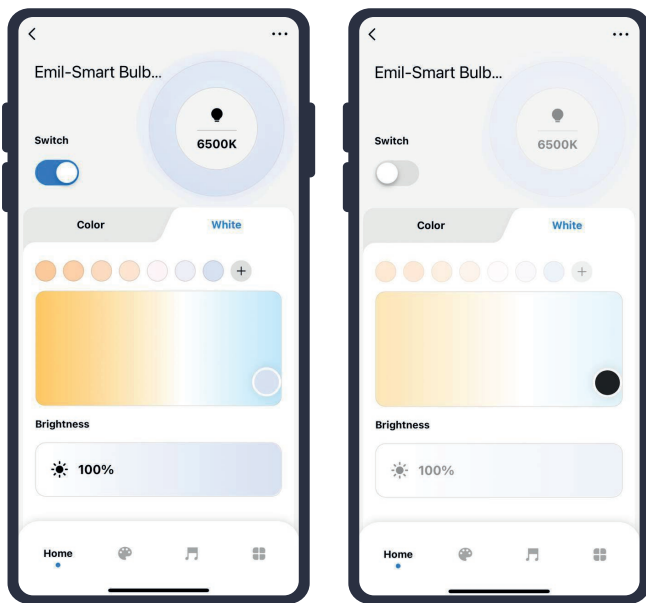 Emil-Smart Bulb...
6500K
Switch
Color White
+
Brightness
100%
Home
Emil-Smart Bulb...
6500K
Switch
Color White
+
Brightness
100%
Home